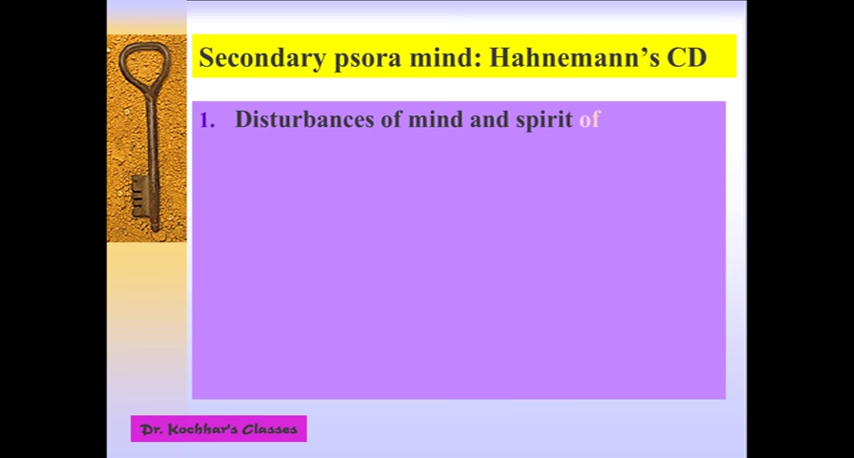 Secondary psora mind: Hahnemann's CD
1. Disturbances of mind and spirit of
Dr. Kochhar's Classes